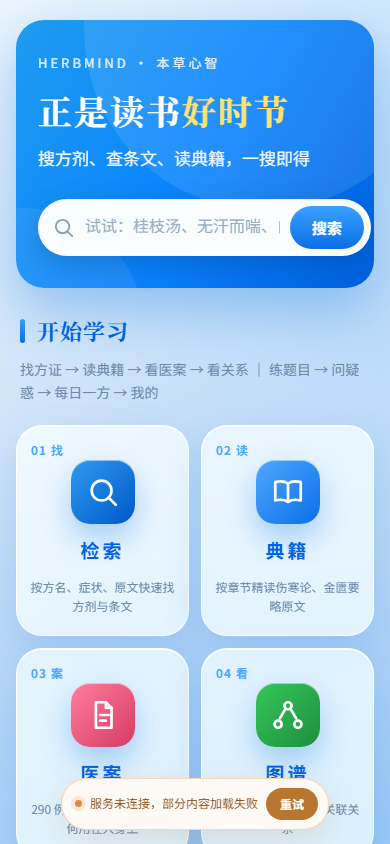 HERBMIND • 本草心智
正是读书好时节
搜方剂、查条文、读典籍，一搜即得
试试：桂枝汤、无汗而喘、
搜索
开始学习
找方证 → 读典籍 → 看医案 → 看关系 ｜ 练题目 → 问疑
惑 → 每日一方 → 我的
01 找
检索
按方名、症状、原文快速找
方剂与条文
02 读
典籍
按章节精读伤寒论、金匮要
略原文
03 案
医案
290
04 看
图谱
关联关
系
服务未连接，部分内容加载失败
重试